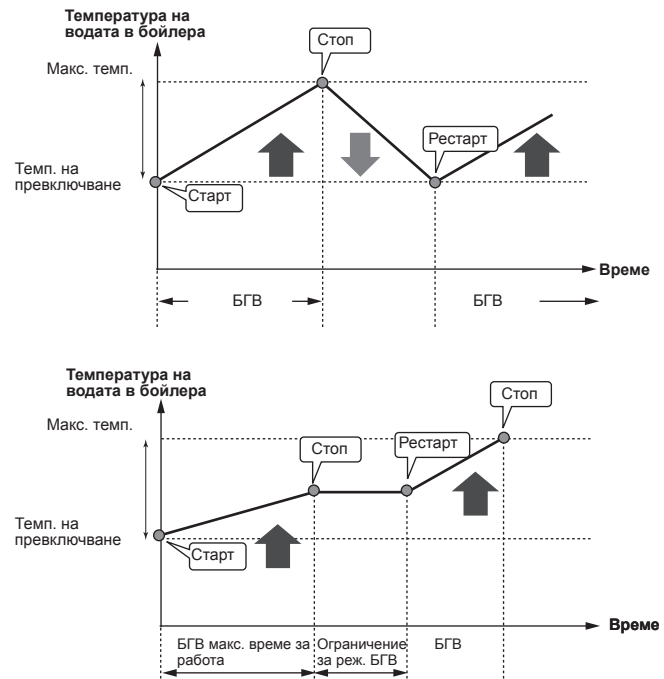 Температура на
водата в бойлера
Стоп
Макс. темп.
Рестарт
Темп. на
превключване
Старт
Време
БГВ
БГВ
Температура на
водата в бойлера
Стоп
Макс. темп.
Стоп
Рестарт
Темп. на
превключване
Старт
Време
БГВ макс. време за
работа
Ограничение
за реж. БГВ
БГВ